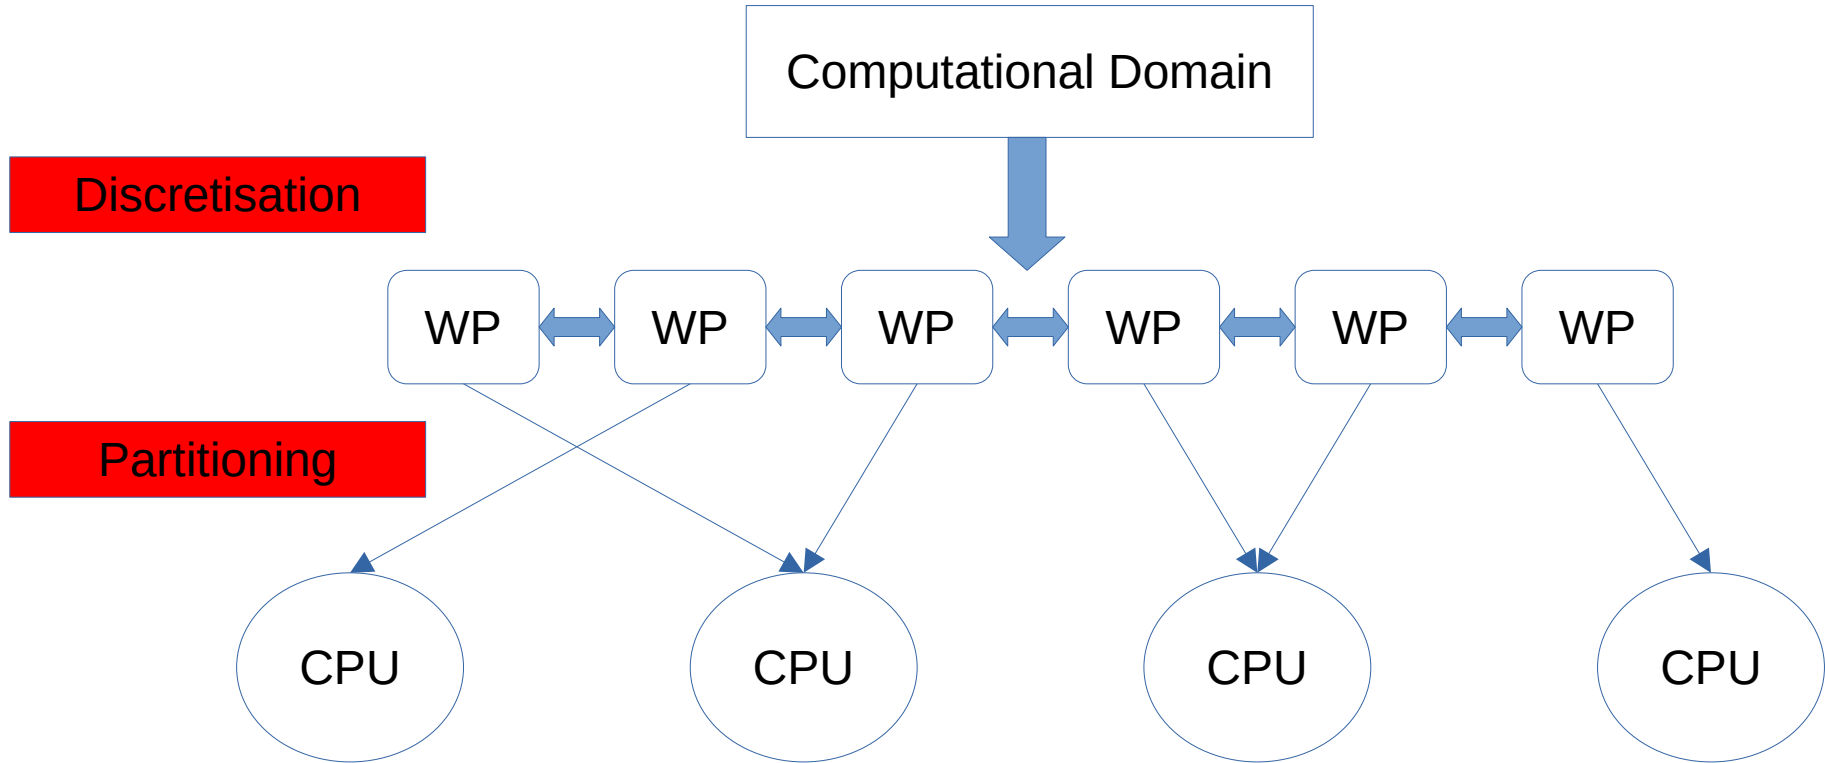 Computational Domain
Discretisation
WP
WP
WP
WP
WP
WP
Partitioning
CPU
CPU
CPU
CPU